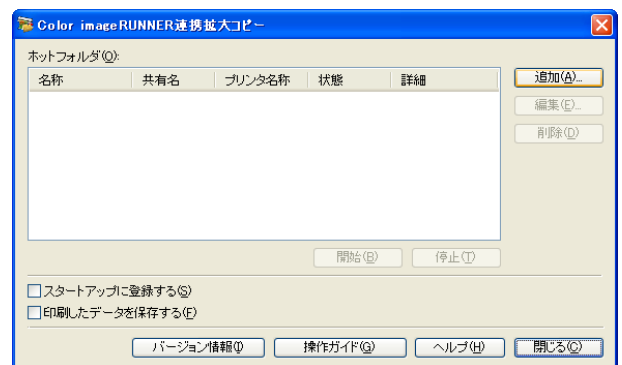 Color imageRUNNER連携拡大コピー
ホットフォルダ(O):
名称 共有名 プリンタ名称 状態 詳細
追加(A)...
編集(E)...
削除(D)
開始(B) 停止(T)
スタートアップに登録する(S)
印刷したデータを保存する(F)
バージョン情報(I) 操作ガイド(G) ヘルプ(H) 閉じる(C)